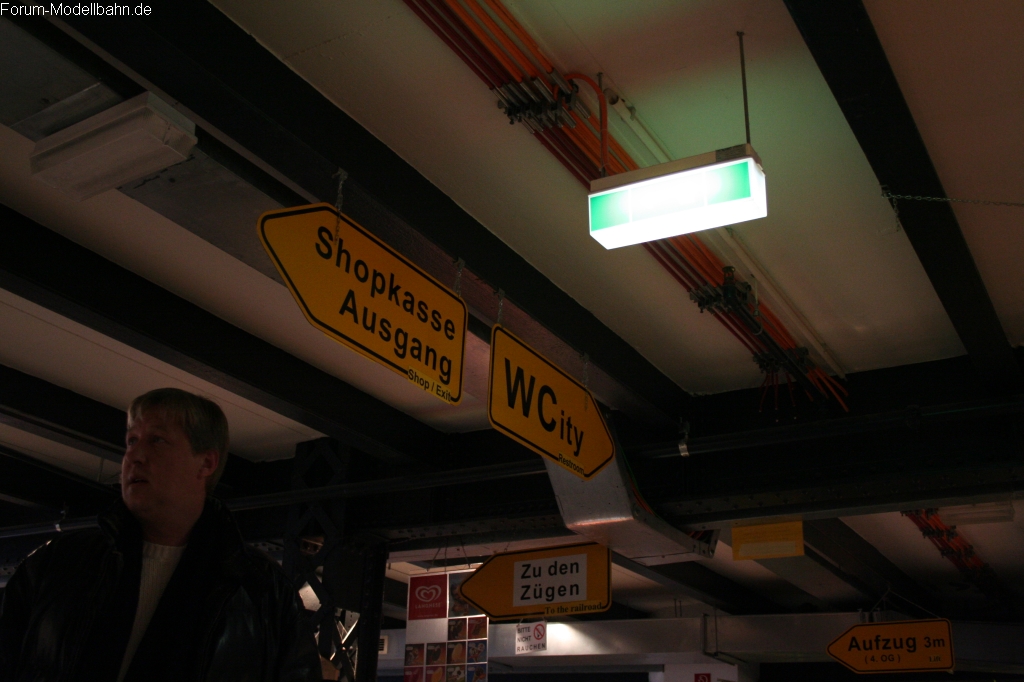 Forum-Modellbahn.de
Shopkasse
Ausgang
Shop / Exit
WCity
Restroom
Zu den
Zügen
To the railroad
LANGNESE
BITTE
NICHT
RAUCHEN
Aufzug 3m
(4. OG.)